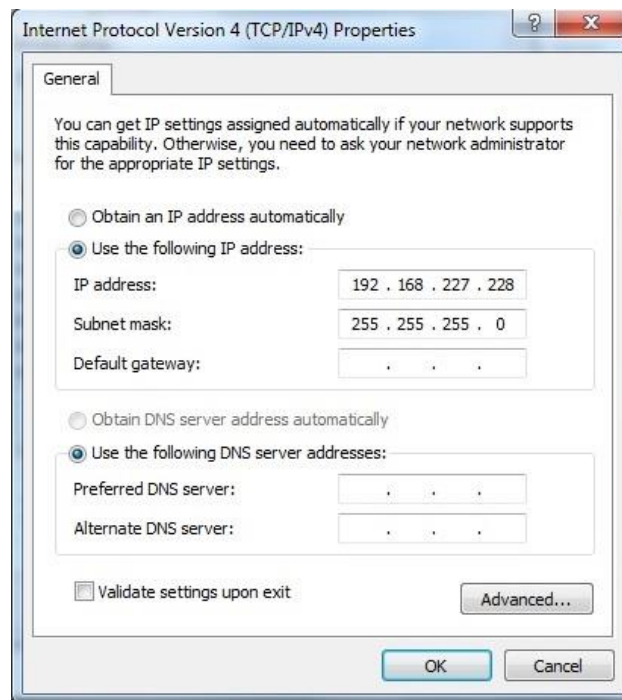 Internet Protocol Version 4 (TCP/IPv4) Properties
General
You can get IP settings assigned automatically if your network supports
this capability. Otherwise, you need to ask your network administrator
for the appropriate IP settings.
Obtain an IP address automatically
Use the following IP address:
IP address: 192 . 168 . 227 . 228
Subnet mask: 255 . 255 . 255 . 0
Default gateway: . . .
Obtain DNS server address automatically
Use the following DNS server addresses:
Preferred DNS server: . . .
Alternate DNS server: . . .
Validate settings upon exit
Advanced...
OK Cancel